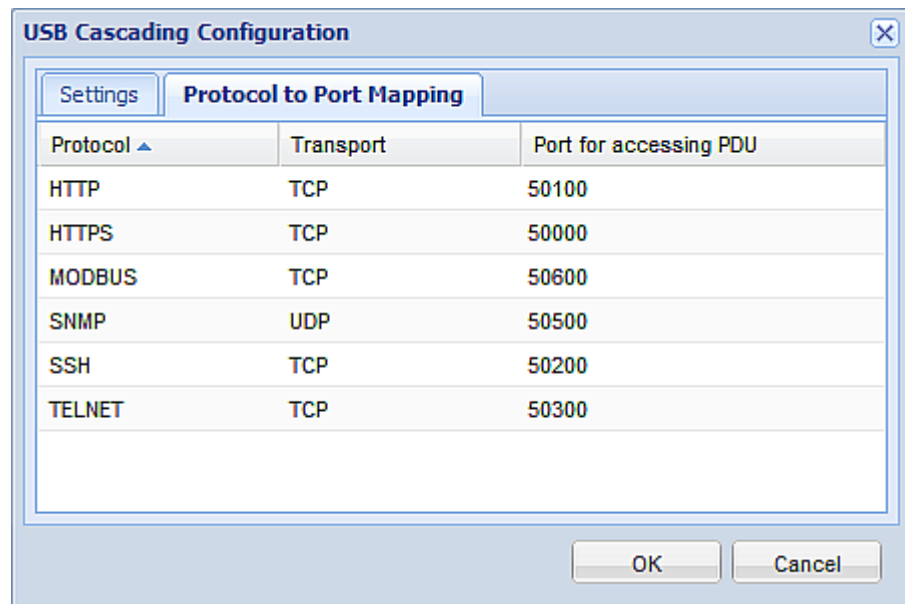 USB Cascading Configuration
Settings Protocol to Port Mapping
Protocol Transport Port for accessing PDU
HTTP TCP 50100
HTTPS TCP 50000
MODBUS TCP 50600
SNMP UDP 50500
SSH TCP 50200
TELNET TCP 50300
OK Cancel